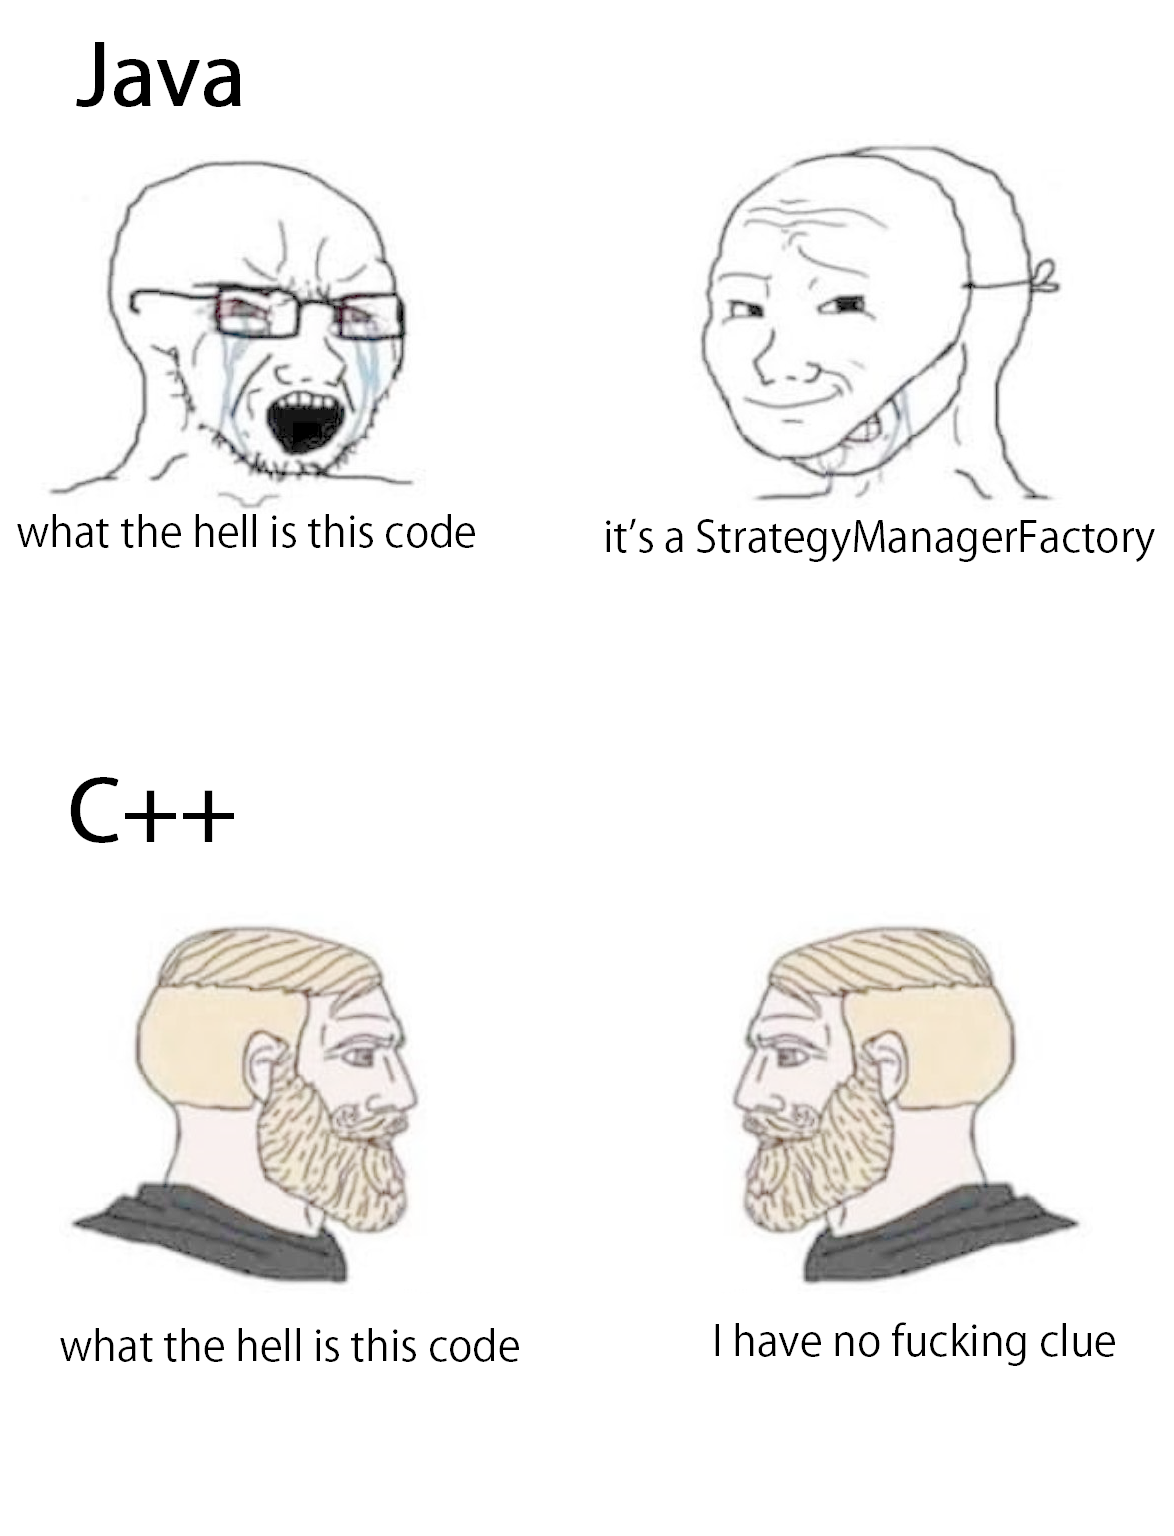 Java
what the hell is this code
it's a StrategyManagerFactory
C++
what the hell is this code
I have no fucking clue